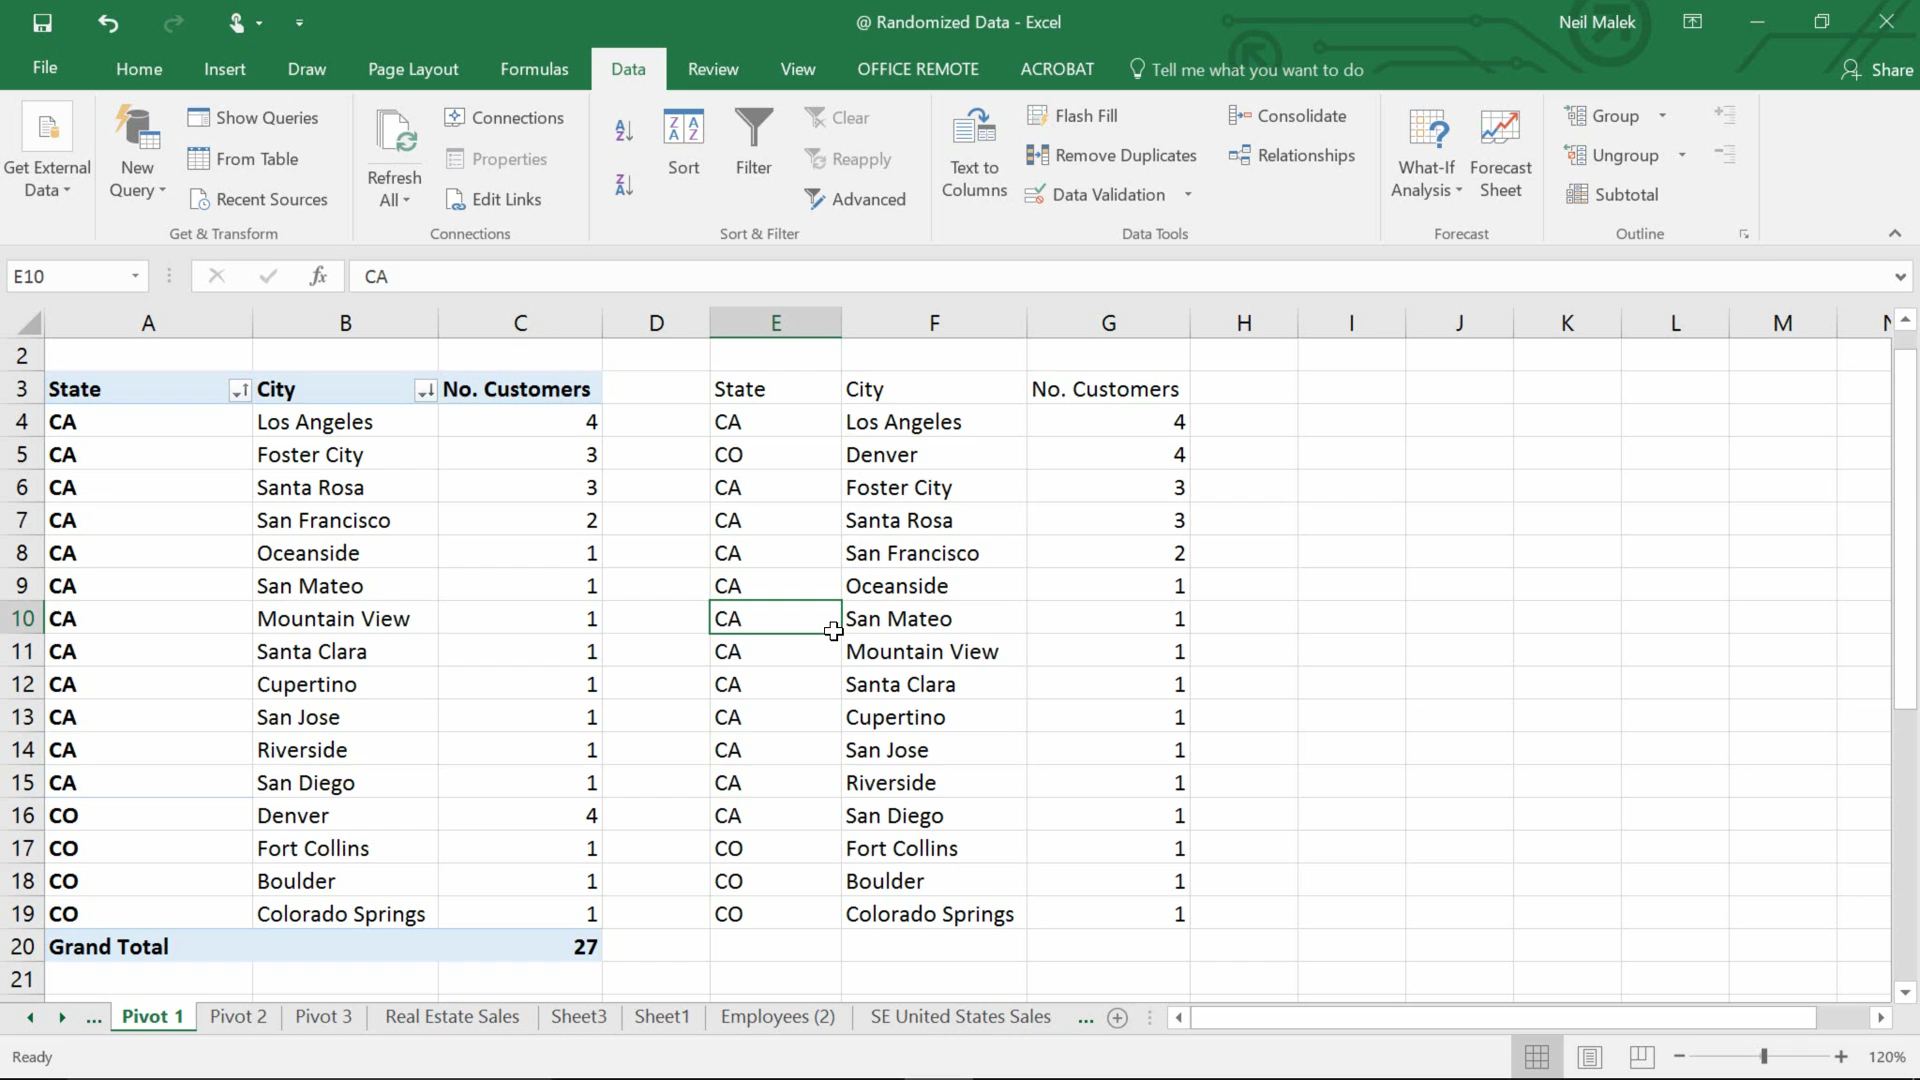 @ Randomized Data - Excel
Neil Malek
File Home Insert Draw Page Layout Formulas Data Review View OFFICE REMOTE ACROBAT Tell me what you want to do Share
Get External Data
New Query
Show Queries
From Table
Recent Sources
Get & Transform
Refresh All
Connections
Properties
Edit Links
Connections
Sort
Filter
Clear
Reapply
Advanced
Sort & Filter
Text to Columns
Flash Fill
Remove Duplicates
Data Validation
Consolidate
Relationships
Data Tools
What-If Analysis
Forecast Sheet
Forecast
Group
Ungroup
Subtotal
Outline
E10 fx CA
A B C D E F G H I J K L M N
2
3 State City No. Customers State City No. Customers
4 CA Los Angeles 4 CA Los Angeles 4
5 CA Foster City 3 CO Denver 4
6 CA Santa Rosa 3 CA Foster City 3
7 CA San Francisco 2 CA Santa Rosa 3
8 CA Oceanside 1 CA San Francisco 2
9 CA San Mateo 1 CA Oceanside 1
10 CA Mountain View 1 CA San Mateo 1
11 CA Santa Clara 1 CA Mountain View 1
12 CA Cupertino 1 CA Santa Clara 1
13 CA San Jose 1 CA Cupertino 1
14 CA Riverside 1 CA San Jose 1
15 CA San Diego 1 CA Riverside 1
16 CO Denver 4 CA San Diego 1
17 CO Fort Collins 1 CO Fort Collins 1
18 CO Boulder 1 CO Boulder 1
19 CO Colorado Springs 1 CO Colorado Springs 1
20 Grand Total 27
21
... Pivot 1 Pivot 2 Pivot 3 Real Estate Sales Sheet3 Sheet1 Employees (2) SE United States Sales ...
Ready 120%